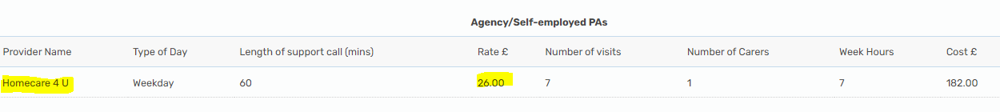 Agency/Self-employed PAs
Provider Name Type of Day Length of support call (mins) Rate £ Number of visits Number of Carers Week Hours Cost £
Homecare 4 U Weekday 60 26.00 7 1 7 182.00